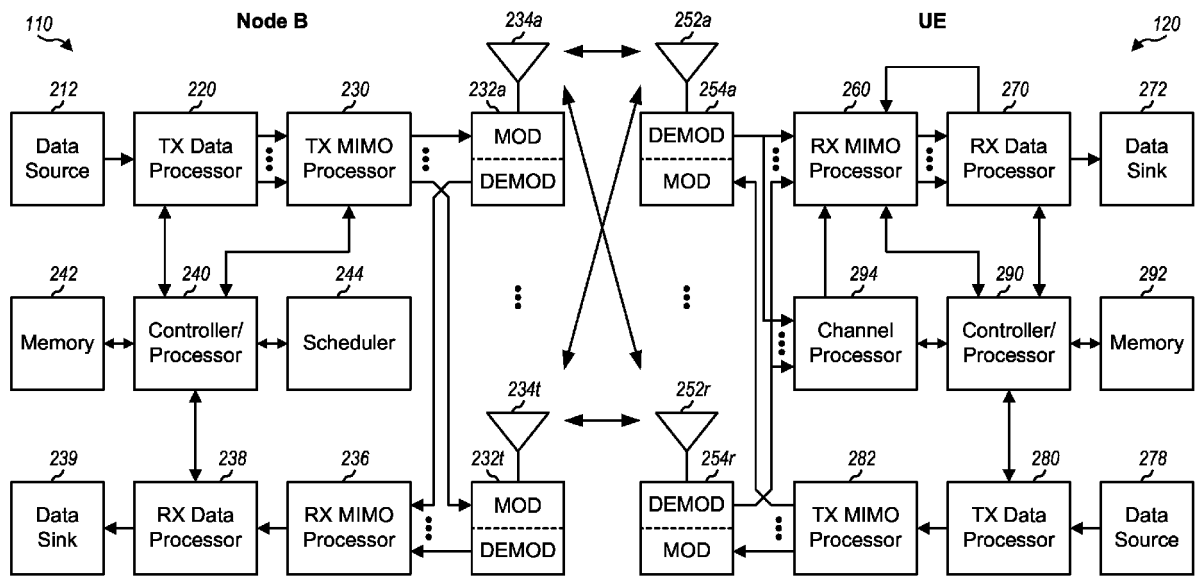 110
Node B
234a
252a
UE
120
212
220
230
232a
254a
260
270
272
Data
Source
TX Data
Processor
TX MIMO
Processor
MOD
DEMOD
DEMOD
MOD
RX MIMO
Processor
RX Data
Processor
Data
Sink
242
240
244
294
290
292
Memory
Controller/
Processor
Scheduler
Channel
Processor
Controller/
Processor
Memory
234t
252r
239
238
236
232t
254r
282
280
278
Data
Sink
RX Data
Processor
RX MIMO
Processor
MOD
DEMOD
DEMOD
MOD
TX MIMO
Processor
TX Data
Processor
Data
Source